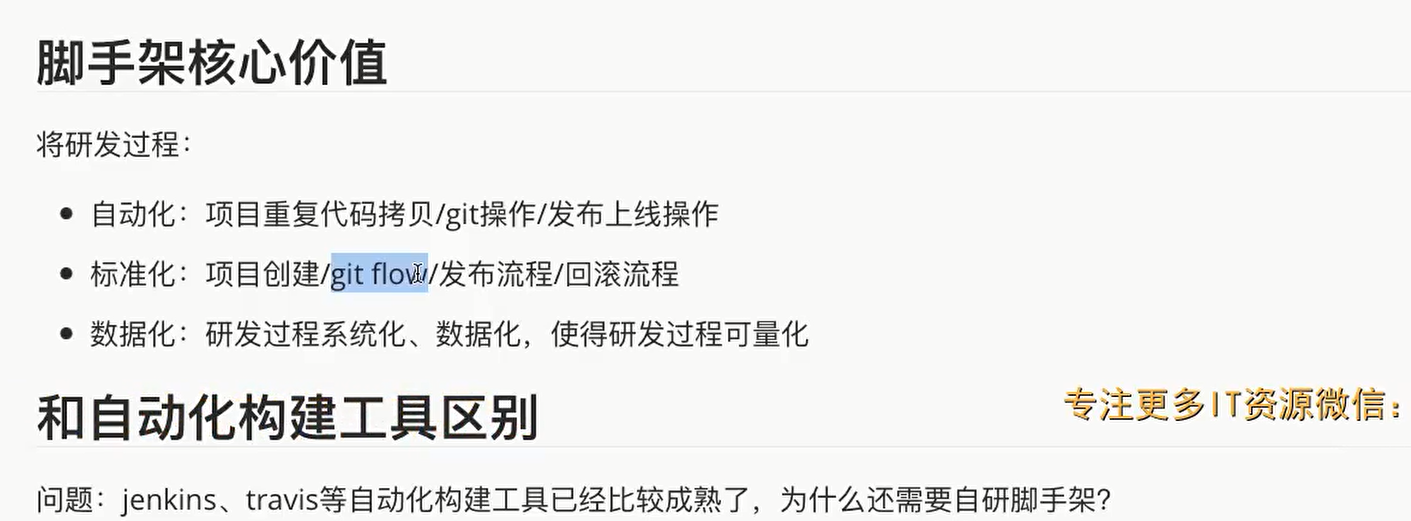 脚手架核心价值
将研发过程：
自动化：项目重复代码拷贝/git操作/发布上线操作
标准化：项目创建/git flow/发布流程/回滚流程
数据化：研发过程系统化、数据化，使得研发过程可量化
和自动化构建工具区别
专注更多IT资源微信：
问题：jenkins、travis等自动化构建工具已经比较成熟了，为什么还需要自研脚手架？